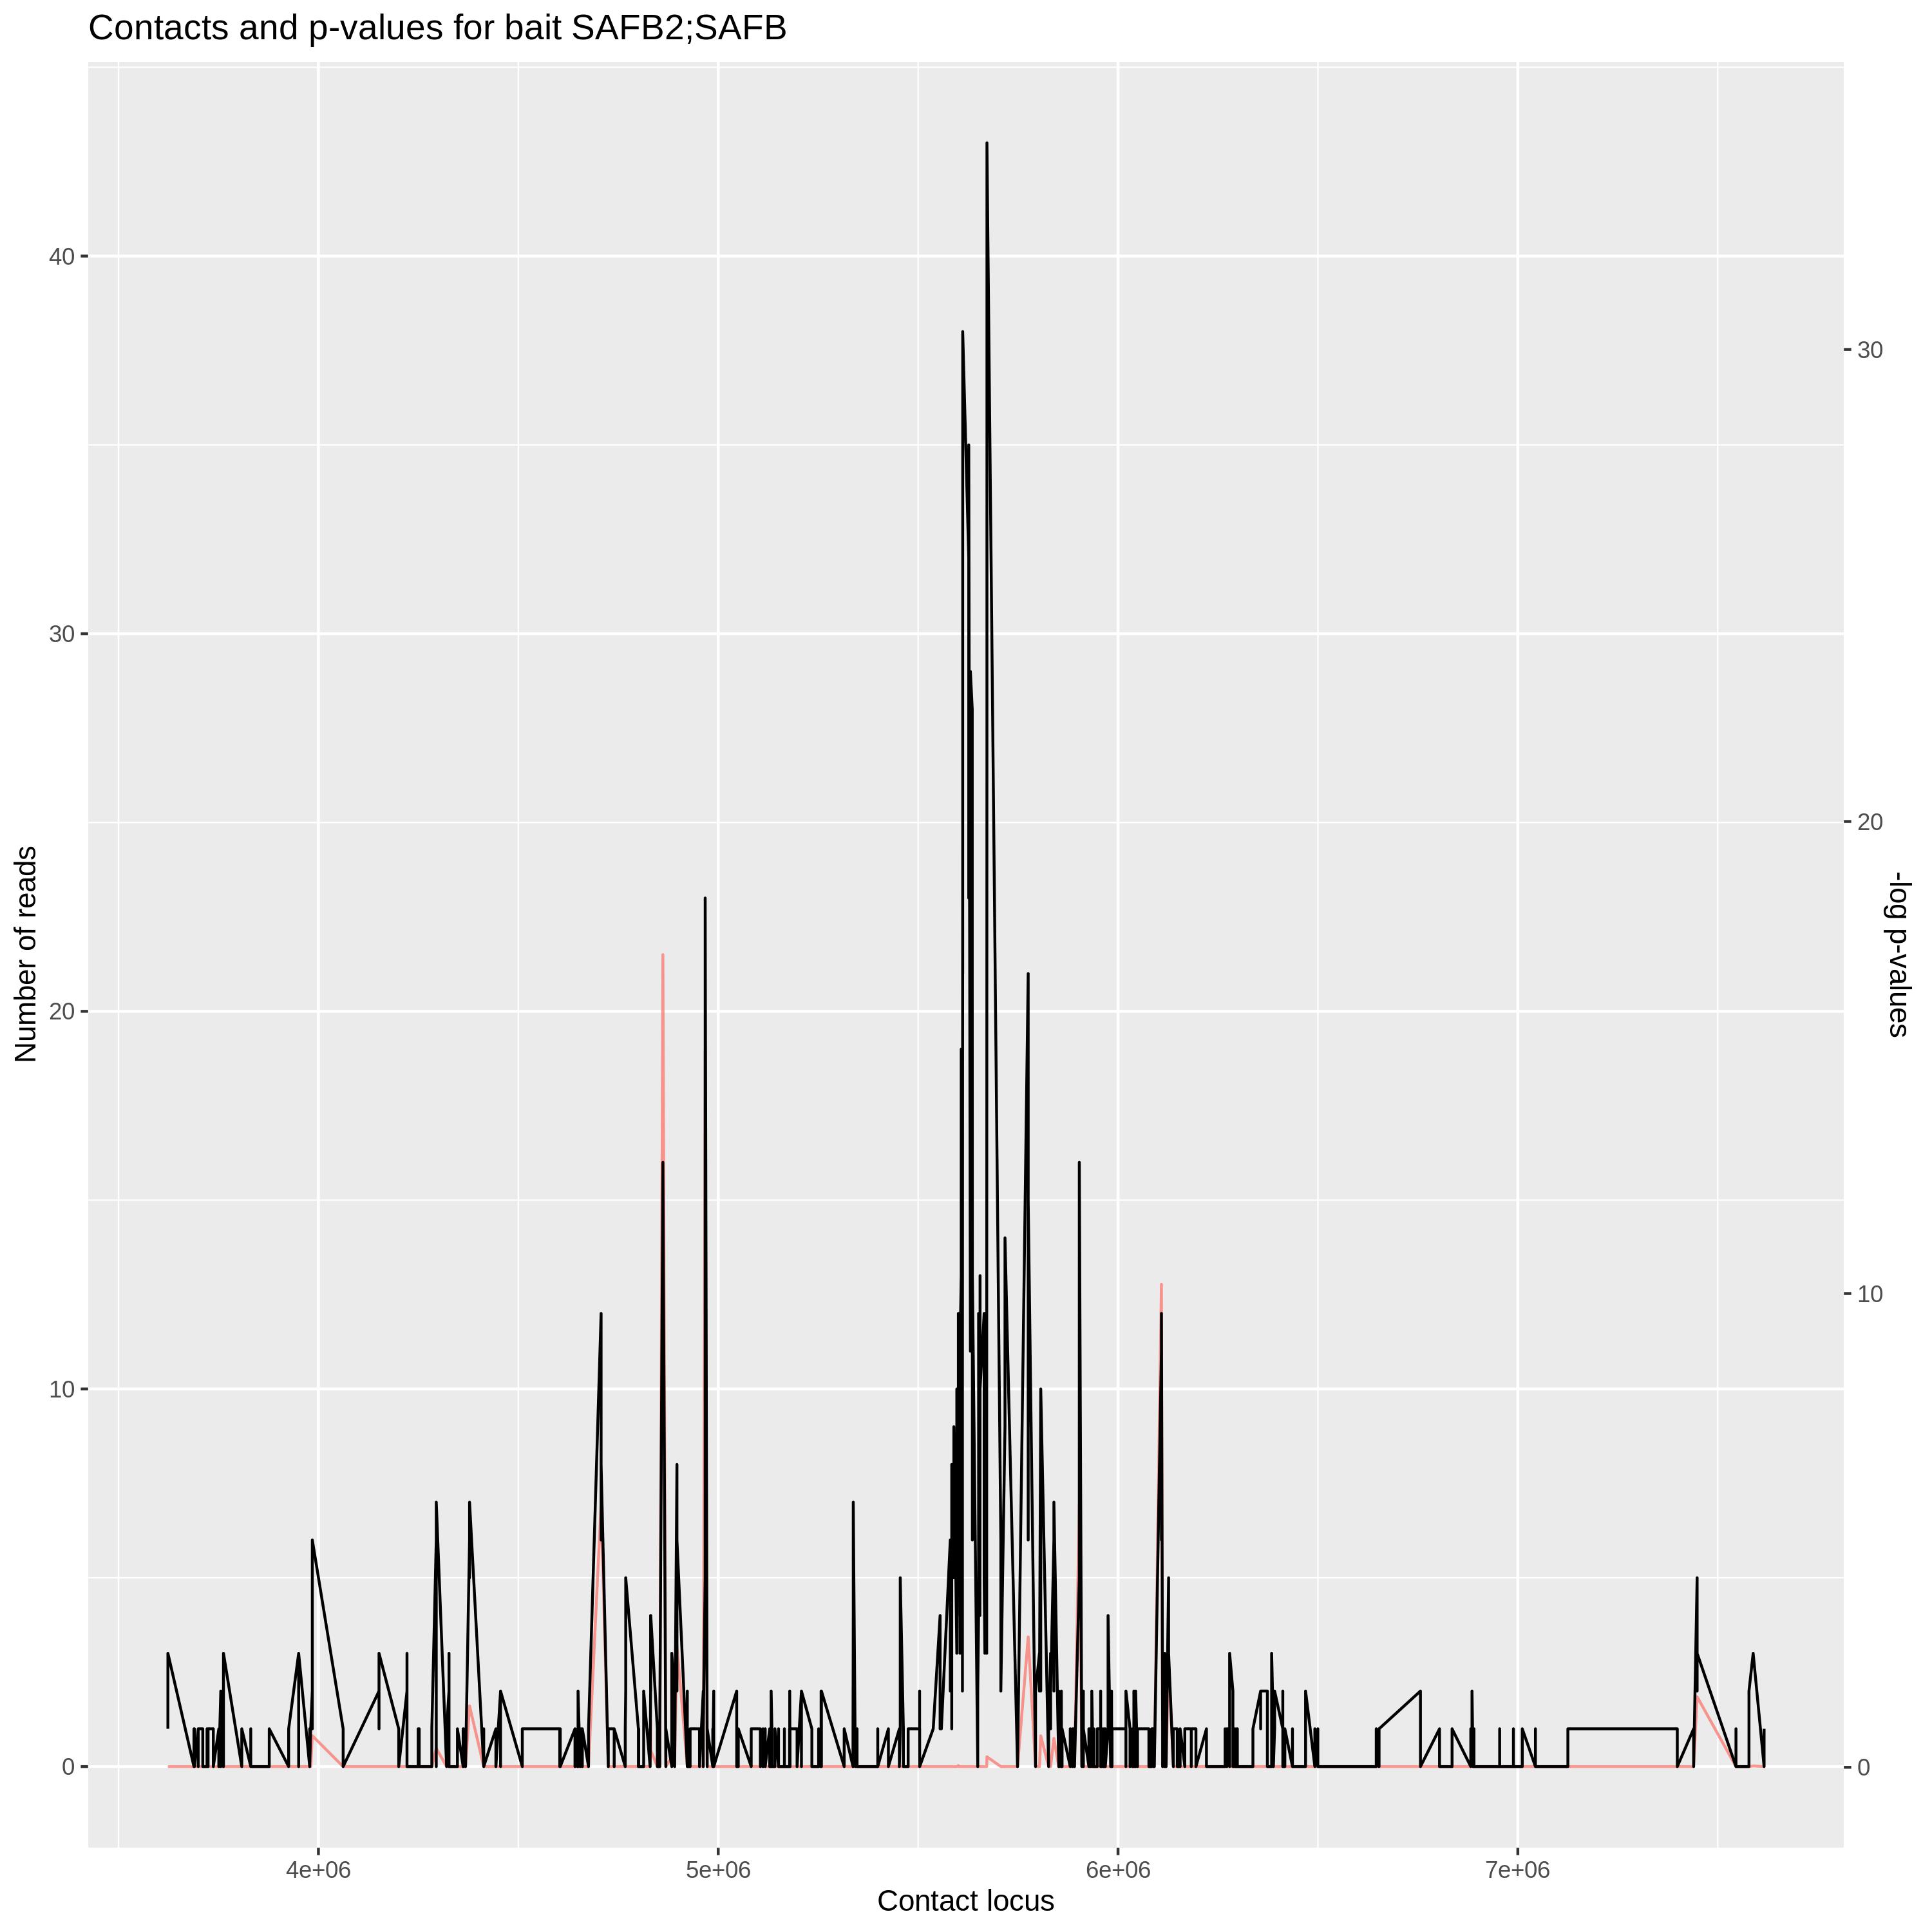 Contacts and p-values for bait SAFB2;SAFB
40
30
20
10
0
Number of reads
30
20
10
0
-log p-values
4e+06 5e+06 6e+06 7e+06
Contact locus